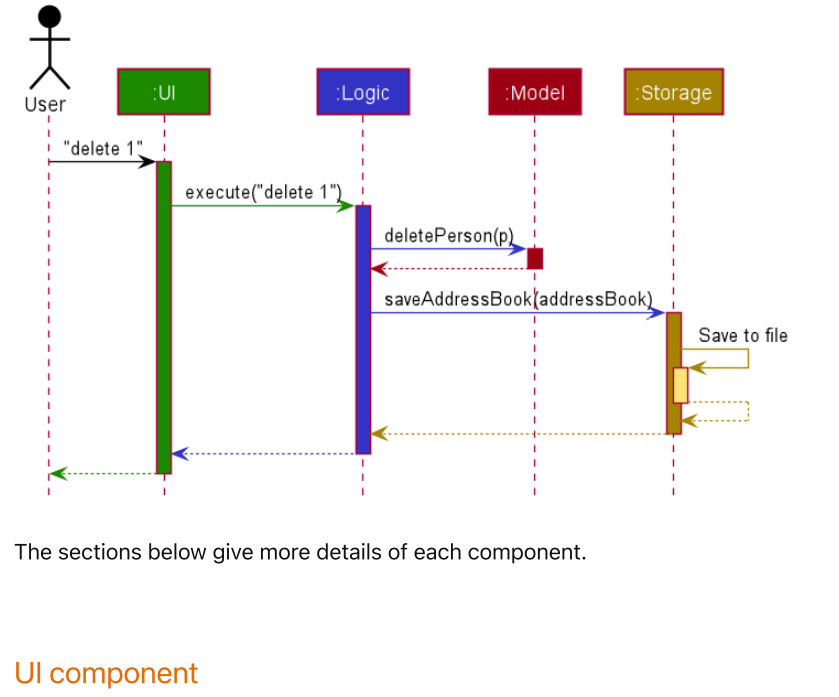 User
:UI
:Logic
:Model
:Storage
"delete 1"
execute("delete 1")
deletePerson(p)
saveAddressBook(addressBook)
Save to file
The sections below give more details of each component.
UI component